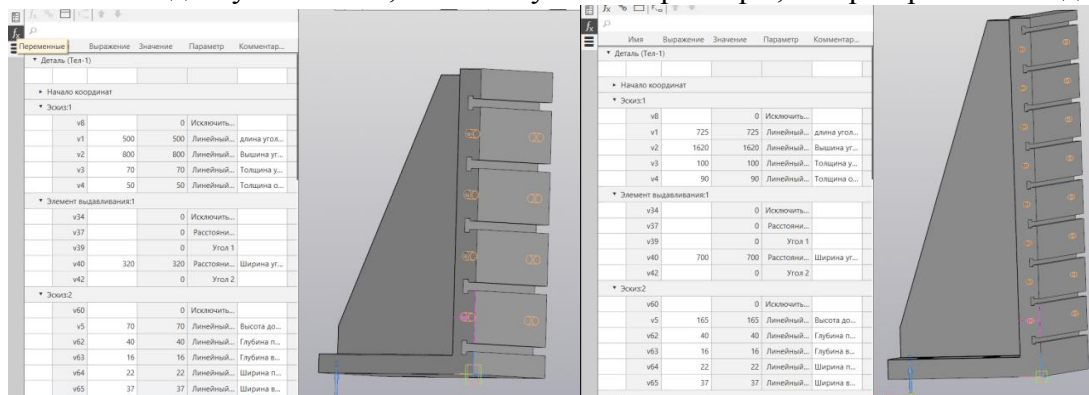 Переменные Выражение Значение Параметр Комментар...
Деталь (Тел-1)
Начало координат
Эскиз:1
v8 0 Исключить...
v1 500 500 Линейный... длина угол...
v2 800 800 Линейный... Вышина уг...
v3 70 70 Линейный... Толщина у...
v4 50 50 Линейный... Толщина о...
Элемент выдавливания:1
v34 0 Исключить...
v37 0 Расстояни...
v39 0 Угол 1
v40 320 320 Расстояни... Ширина уг...
v42 0 Угол 2
Эскиз:2
v60 0 Исключить...
v5 70 70 Линейный... Высота до...
v62 40 40 Линейный... Глубина п...
v63 16 16 Линейный... Глубина в...
v64 22 22 Линейный... Ширина п...
v65 37 37 Линейный... Ширина в...
Имя Выражение Значение Параметр Комментар...
Деталь (Тел-1)
Начало координат
Эскиз:1
v8 0 Исключить...
v1 725 725 Линейный... длина угол...
v2 1620 1620 Линейный... Вышина уг...
v3 100 100 Линейный... Толщина у...
v4 90 90 Линейный... Толщина о...
Элемент выдавливания:1
v34 0 Исключить...
v37 0 Расстояни...
v39 0 Угол 1
v40 700 700 Расстояни... Ширина уг...
v42 0 Угол 2
Эскиз:2
v60 0 Исключить...
v5 165 165 Линейный... Высота до...
v62 40 40 Линейный... Глубина п...
v63 16 16 Линейный... Глубина в...
v64 22 22 Линейный... Ширина п...
v65 37 37 Линейный... Ширина в...